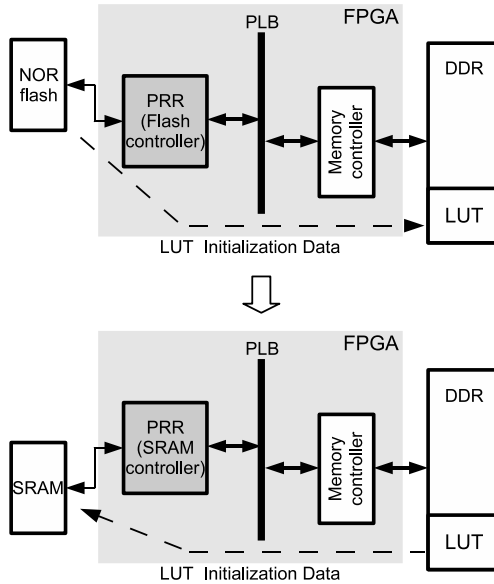 PLB
FPGA
NOR
flash
PRR
(Flash
controller)
Memory
controller
DDR
LUT
LUT Initialization Data
PLB
FPGA
PRR
(SRAM
controller)
SRAM
Memory
controller
DDR
LUT
LUT Initialization Data